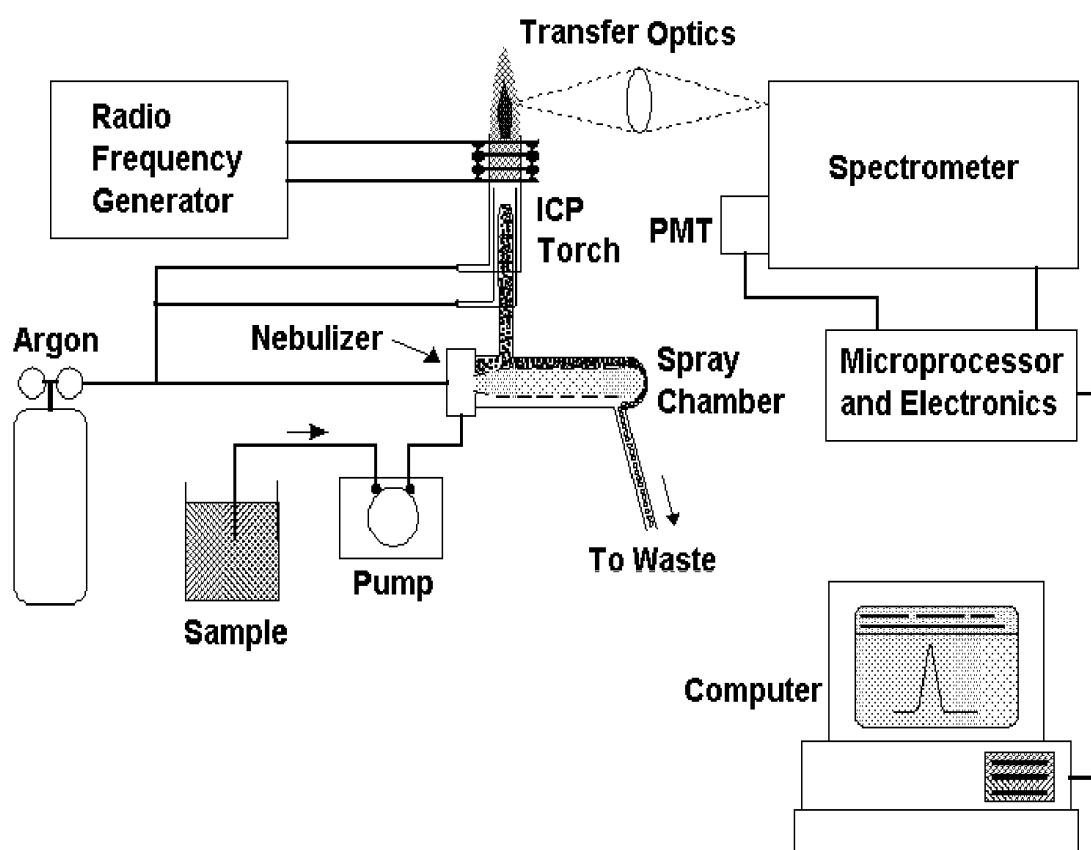 Transfer Optics
Radio
Frequency
Generator
Spectrometer
ICP
Torch
PMT
Argon
Nebulizer
Spray
Chamber
Microprocessor
and Electronics
To Waste
Pump
Sample
Computer